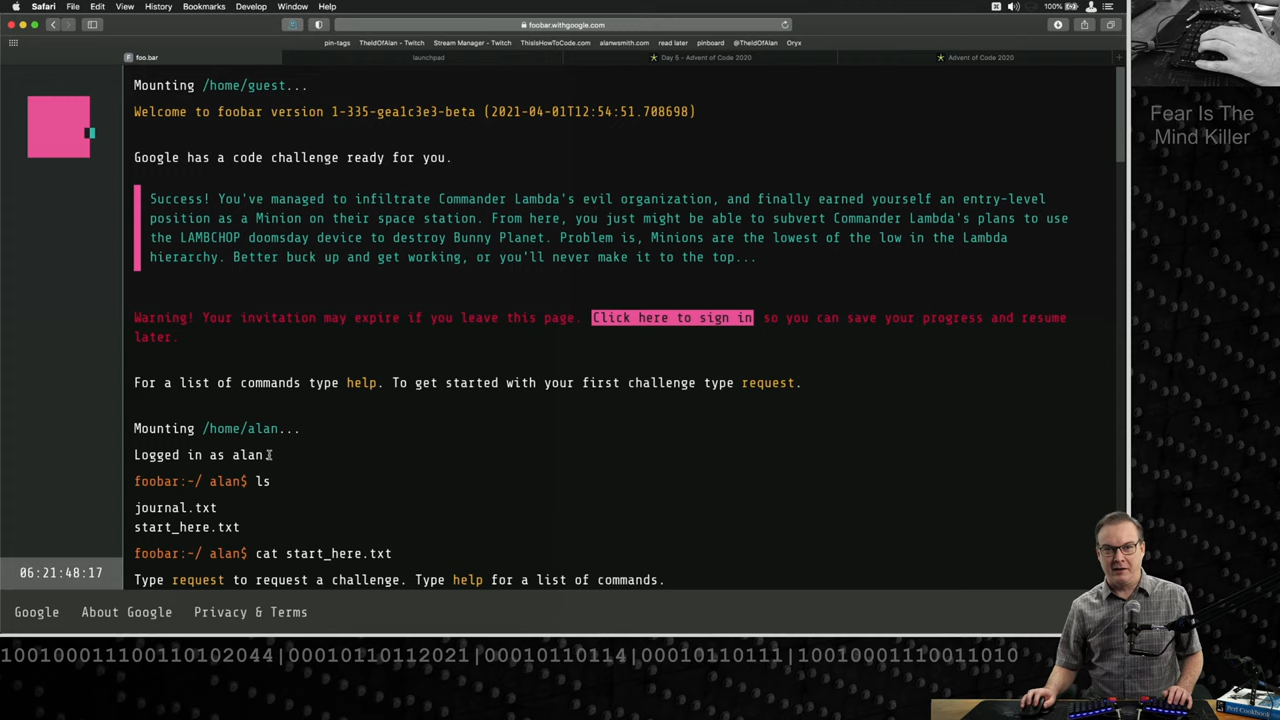 Safari File Edit View History Bookmarks Develop Window Help
100%
foobar.withgoogle.com
pin-tags TheIdOfAlan - Twitch Stream Manager - Twitch ThisIsHowToCode.com alanwsmith.com read later pinboard @TheIdOfAlan Oryx
foo.bar launchpad Day 5 - Advent of Code 2020 Advent of Code 2020
Mounting /home/guest...
Welcome to foobar version 1-335-gea1c3e3-beta (2021-04-01T12:54:51.708698)
Google has a code challenge ready for you.
Success! You've managed to infiltrate Commander Lambda's evil organization, and finally earned yourself an entry-level
position as a Minion on their space station. From here, you just might be able to subvert Commander Lambda's plans to use
the LAMBCHOP doomsday device to destroy Bunny Planet. Problem is, Minions are the lowest of the low in the Lambda
hierarchy. Better buck up and get working, or you'll never make it to the top...
Warning! Your invitation may expire if you leave this page. Click here to sign in so you can save your progress and resume
later.
For a list of commands type help. To get started with your first challenge type request.
Mounting /home/alan...
Logged in as alan
foobar:~/ alan$ ls
journal.txt
start_here.txt
foobar:~/ alan$ cat start_here.txt
Type request to request a challenge. Type help for a list of commands.
06:21:48:17
Google About Google Privacy & Terms
Fear Is The
Mind Killer
1001000111001101020​44|000101101112021|00010110114|00010110111|10010001110011010
Perl Cookbook